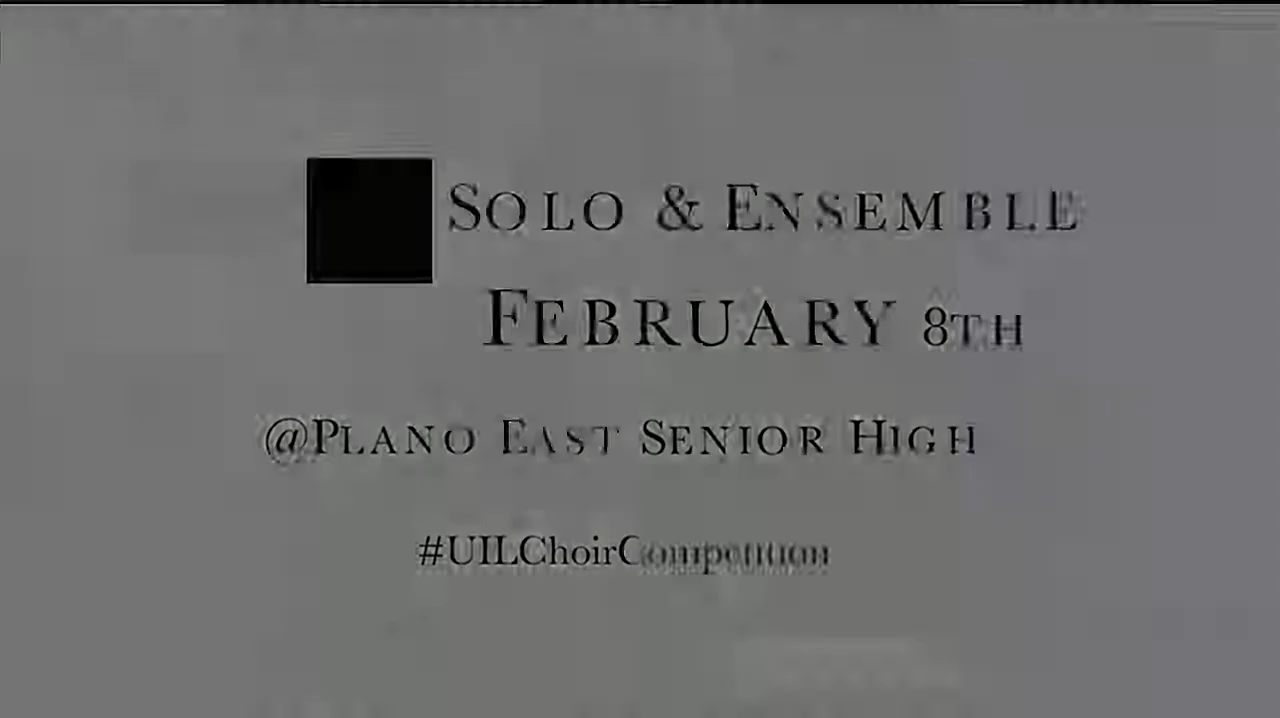 Solo & Ensemble
February 8th
@Plano East Senior High
#UILChoirCompetition